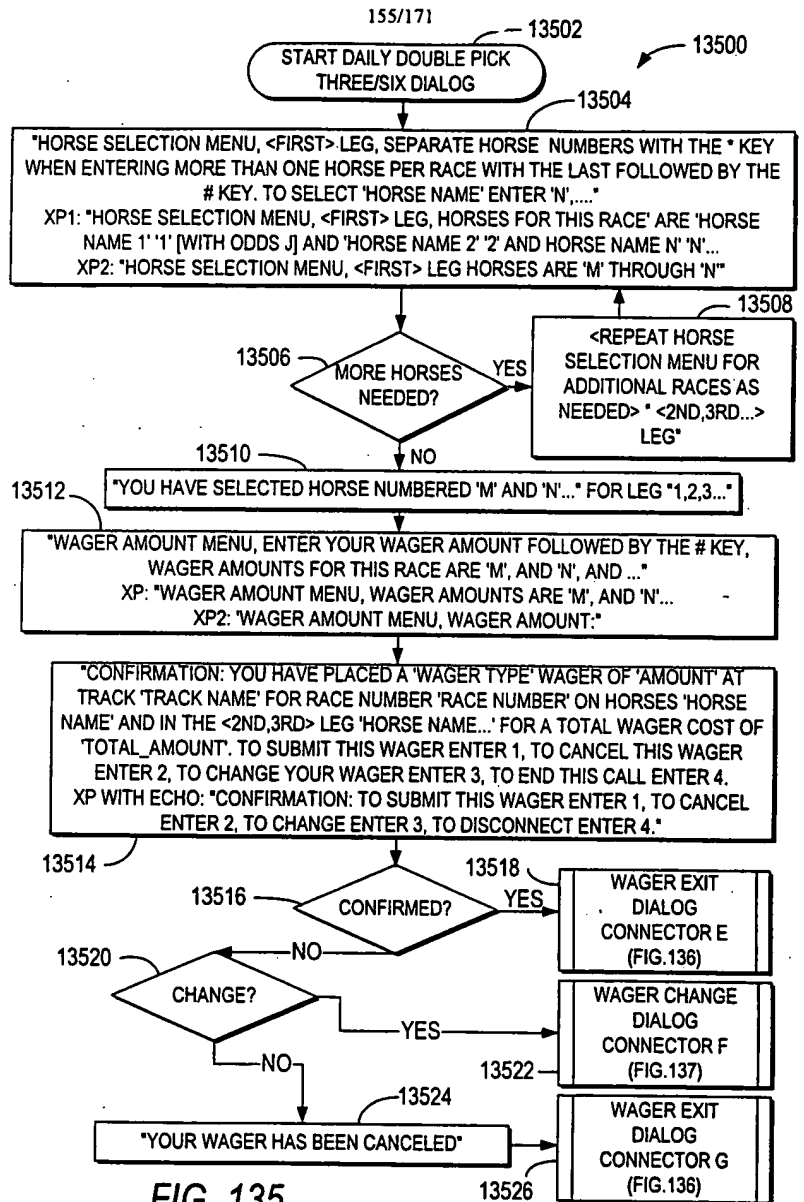 155/171
13502
13500
START DAILY DOUBLE PICK
THREE/SIX DIALOG
13504
"HORSE SELECTION MENU, <FIRST> LEG, SEPARATE HORSE NUMBERS WITH THE * KEY
WHEN ENTERING MORE THAN ONE HORSE PER RACE WITH THE LAST FOLLOWED BY THE
# KEY. TO SELECT 'HORSE NAME' ENTER 'N',...."
XP1: "HORSE SELECTION MENU, <FIRST> LEG, HORSES FOR THIS RACE' ARE 'HORSE
NAME 1' '1' [WITH ODDS J] AND 'HORSE NAME 2' '2' AND HORSE NAME N' 'N'...
XP2: "HORSE SELECTION MENU, <FIRST> LEG HORSES ARE 'M' THROUGH 'N'"
13508
<REPEAT HORSE
SELECTION MENU FOR
ADDITIONAL RACES AS
NEEDED> " <2ND,3RD...>
LEG"
13506
MORE HORSES
NEEDED?
YES
NO
13510
"YOU HAVE SELECTED HORSE NUMBERED 'M' AND 'N'..." FOR LEG "1,2,3..."
13512
"WAGER AMOUNT MENU, ENTER YOUR WAGER AMOUNT FOLLOWED BY THE # KEY,
WAGER AMOUNTS FOR THIS RACE ARE 'M', AND 'N', AND ..."
XP: "WAGER AMOUNT MENU, WAGER AMOUNTS ARE 'M', AND 'N'...
XP2: "WAGER AMOUNT MENU, WAGER AMOUNT:"
"CONFIRMATION: YOU HAVE PLACED A 'WAGER TYPE' WAGER OF 'AMOUNT' AT
TRACK 'TRACK NAME' FOR RACE NUMBER 'RACE NUMBER' ON HORSES 'HORSE
NAME' AND IN THE <2ND,3RD> LEG 'HORSE NAME...' FOR A TOTAL WAGER COST OF
'TOTAL_AMOUNT'. TO SUBMIT THIS WAGER ENTER 1, TO CANCEL THIS WAGER
ENTER 2, TO CHANGE YOUR WAGER ENTER 3, TO END THIS CALL ENTER 4.
XP WITH ECHO: "CONFIRMATION: TO SUBMIT THIS WAGER ENTER 1, TO CANCEL
ENTER 2, TO CHANGE ENTER 3, TO DISCONNECT ENTER 4."
13514
13516
CONFIRMED?
YES
13518
WAGER EXIT
DIALOG
CONNECTOR E
(FIG.136)
NO
13520
CHANGE?
YES
WAGER CHANGE
DIALOG
CONNECTOR F
(FIG.137)
13522
NO
13524
"YOUR WAGER HAS BEEN CANCELED"
WAGER EXIT
DIALOG
CONNECTOR G
(FIG.136)
13526
FIG. 135